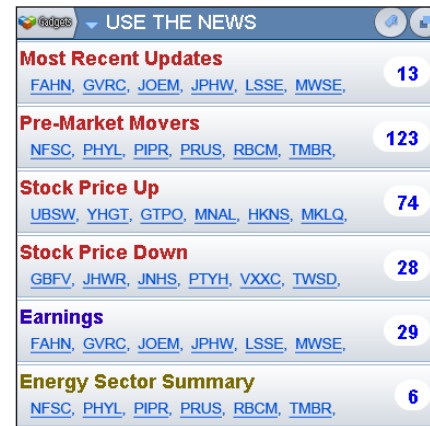 Gadgets USE THE NEWS
Most Recent Updates
13
FAHN, GVRC, JOEM, JPHW, LSSE, MWSE,
Pre-Market Movers
123
NFSC, PHYL, PIPR, PRUS, RBCM, TMBR,
Stock Price Up
74
UBSW, YHGT, GTPO, MNAL, HKNS, MKLQ,
Stock Price Down
28
GBFV, JHWR, JNHS, PTYH, VXXC, TWSD,
Earnings
29
FAHN, GVRC, JOEM, JPHW, LSSE, MWSE,
Energy Sector Summary
6
NFSC, PHYL, PIPR, PRUS, RBCM, TMBR,